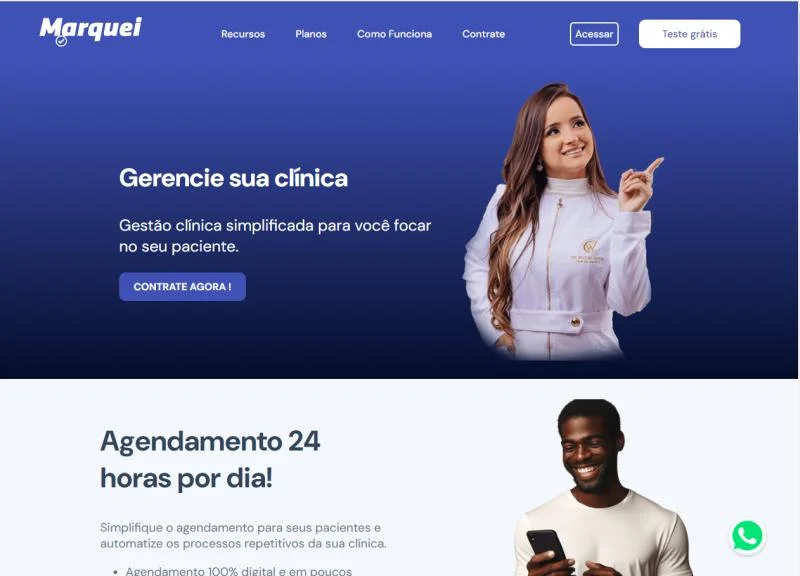 Marquei
Recursos
Planos
Como Funciona
Contrate
Acessar
Teste grátis
Gerencie sua clínica
Gestão clínica simplificada para você focar
no seu paciente.
CONTRATE AGORA !
Agendamento 24
horas por dia!
Simplifique o agendamento para seus pacientes e
automatize os processos repetitivos da sua clínica.
• Agendamento 100% digital e em poucos